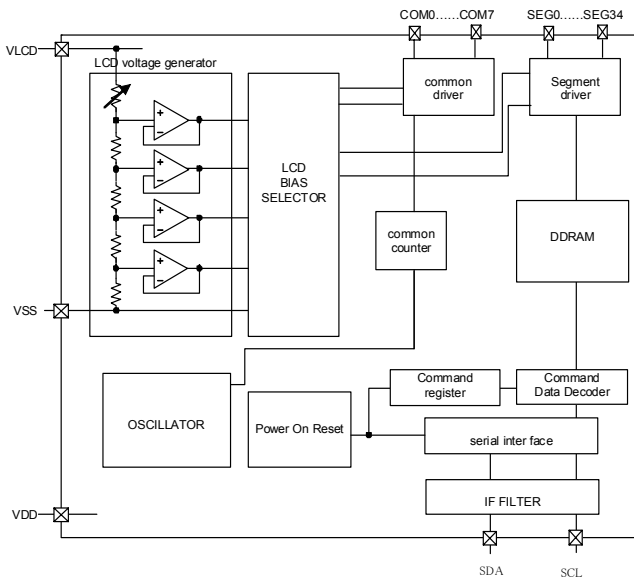 COM0......COM7 SEG0......SEG34
VLCD
LCD voltage generator
common
driver
Segment
driver
+
−
+
−
+
−
+
−
LCD
BIAS
SELECTOR
common
counter
DDRAM
VSS
OSCILLATOR
Power On Reset
Command
register
Command
Data Decoder
serial inter face
IF FILTER
VDD
SDA
SCL